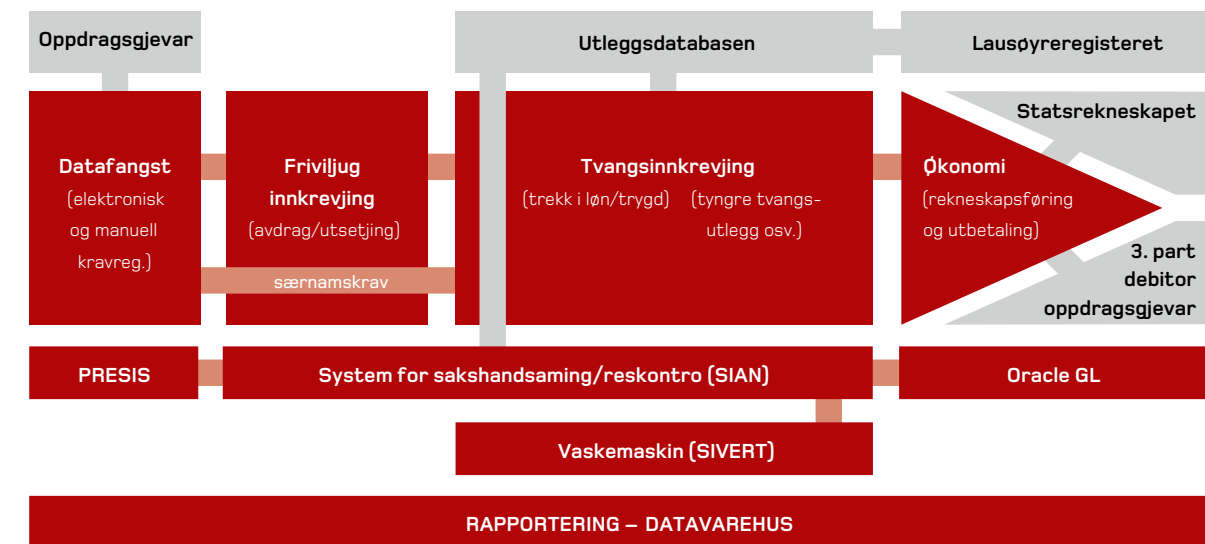 Oppdragsgjevar
Utleggsdatabasen
Lausøyreregisteret
Datafangst
(elektronisk
og manuell
kravreg.)
Friviljug
innkrevjing
(avdrag/utsetjing)
særnamskrav
Tvangsinnkrevjing
(trekk i løn/trygd)
(tyngre tvangs-
utlegg osv.)
Økonomi
(rekneskapsføring
og utbetaling)
Statsrekneskapet
3. part
debitor
oppdragsgjevar
PRESIS
System for sakshandsaming/reskontro (SIAN)
Oracle GL
Vaskemaskin (SIVERT)
RAPPORTERING – DATAVAREHUS